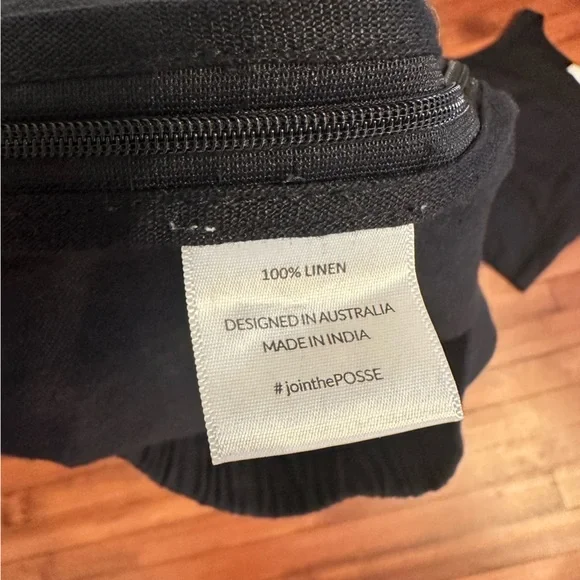 100% LINEN
DESIGNED IN AUSTRALIA
MADE IN INDIA
#jointhePOSSE